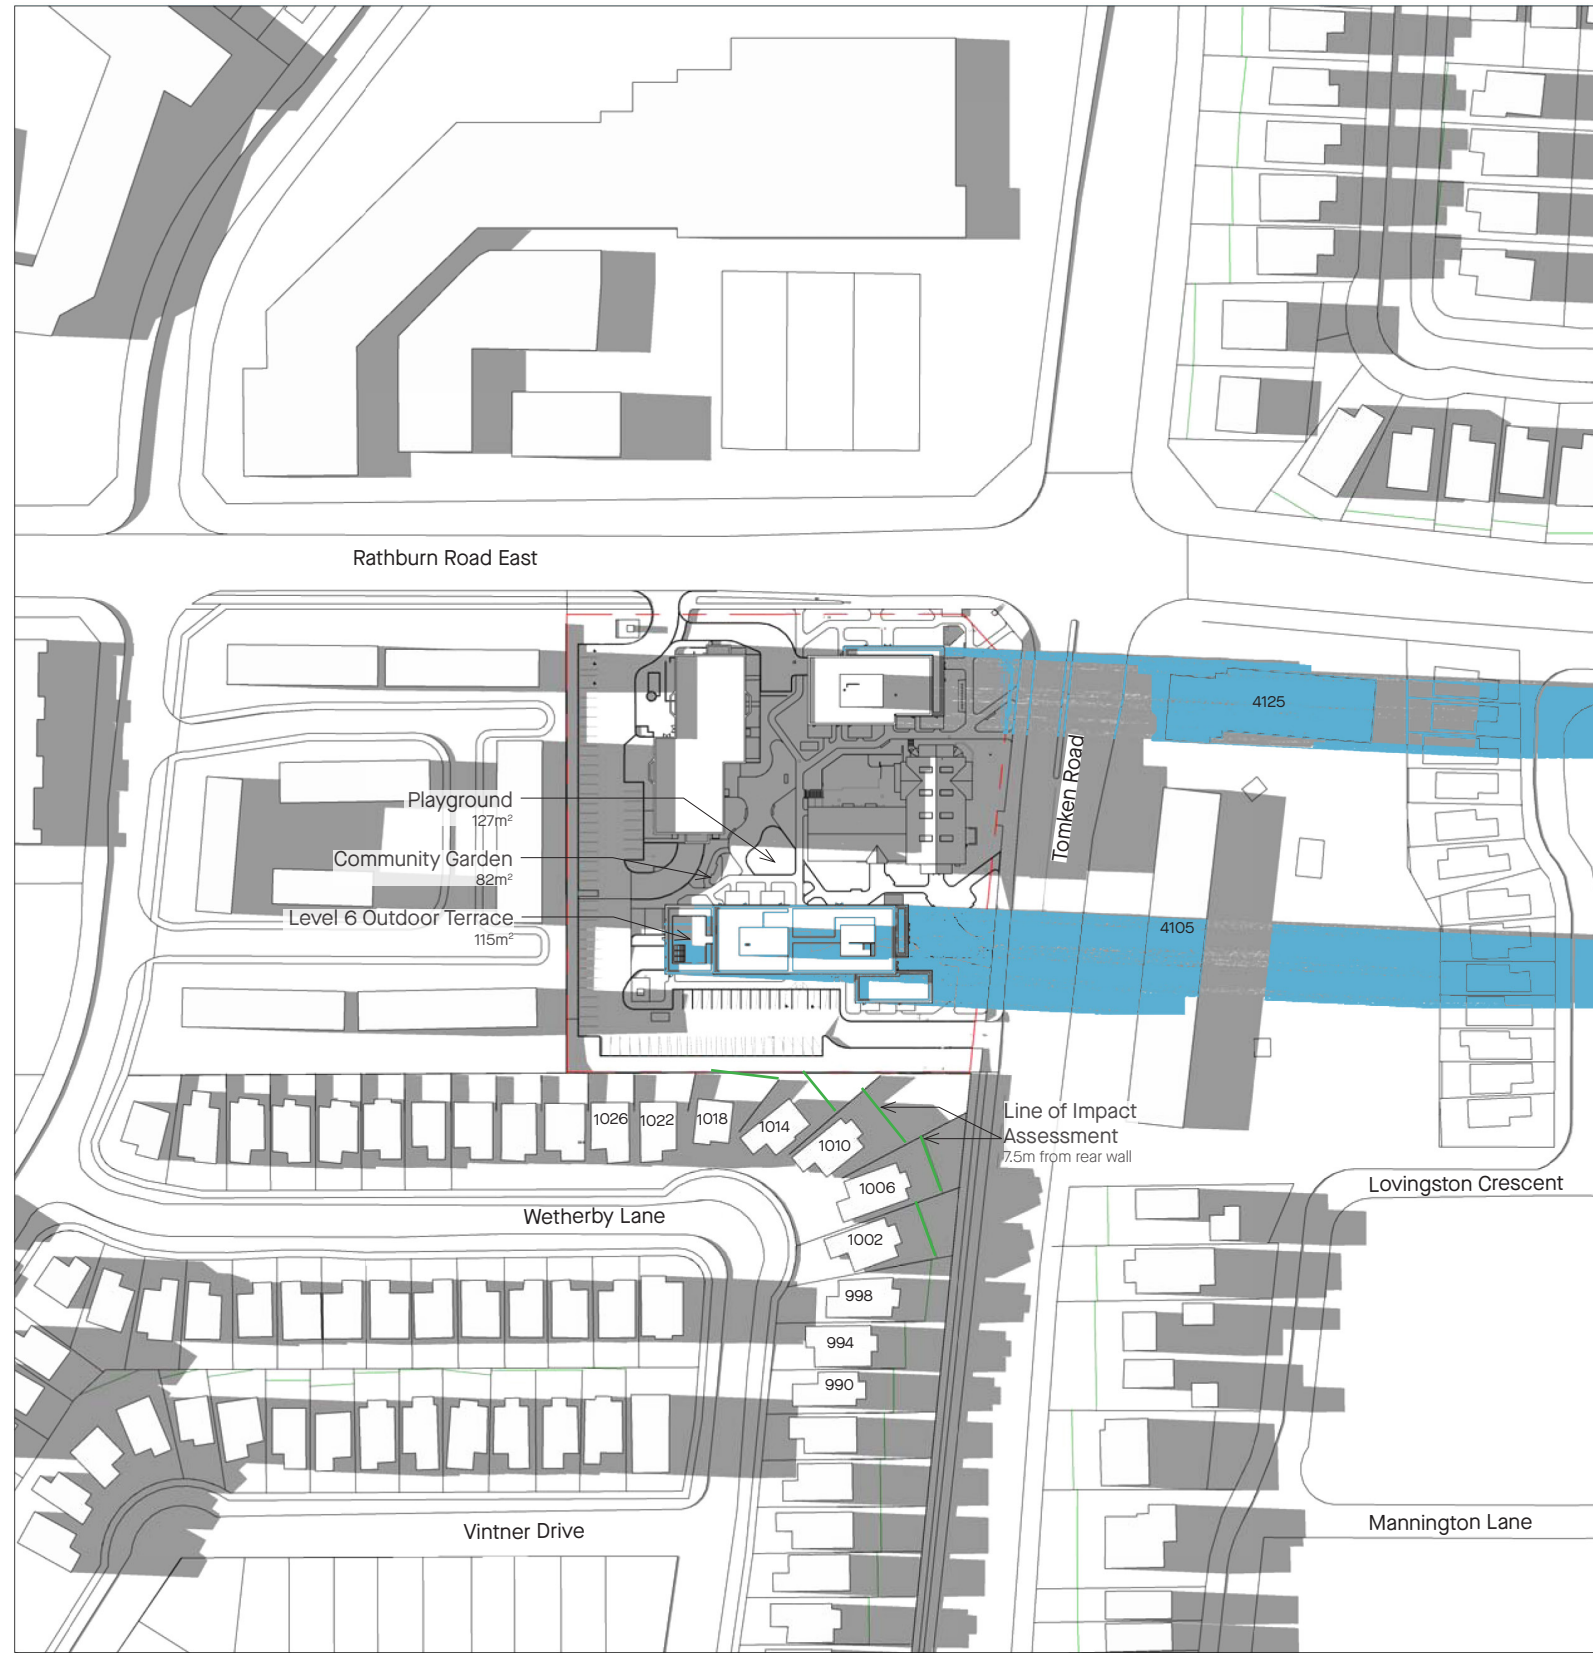 Rathburn Road East
4125
Tomken Road
Playground
127m²
Community Garden
82m²
Level 6 Outdoor Terrace
115m²
4105
Line of Impact
Assessment
7.5m from rear wall
1026
1022
1018
1014
1010
1006
1002
998
994
990
Lovingston Crescent
Wetherby Lane
Vintner Drive
Mannington Lane